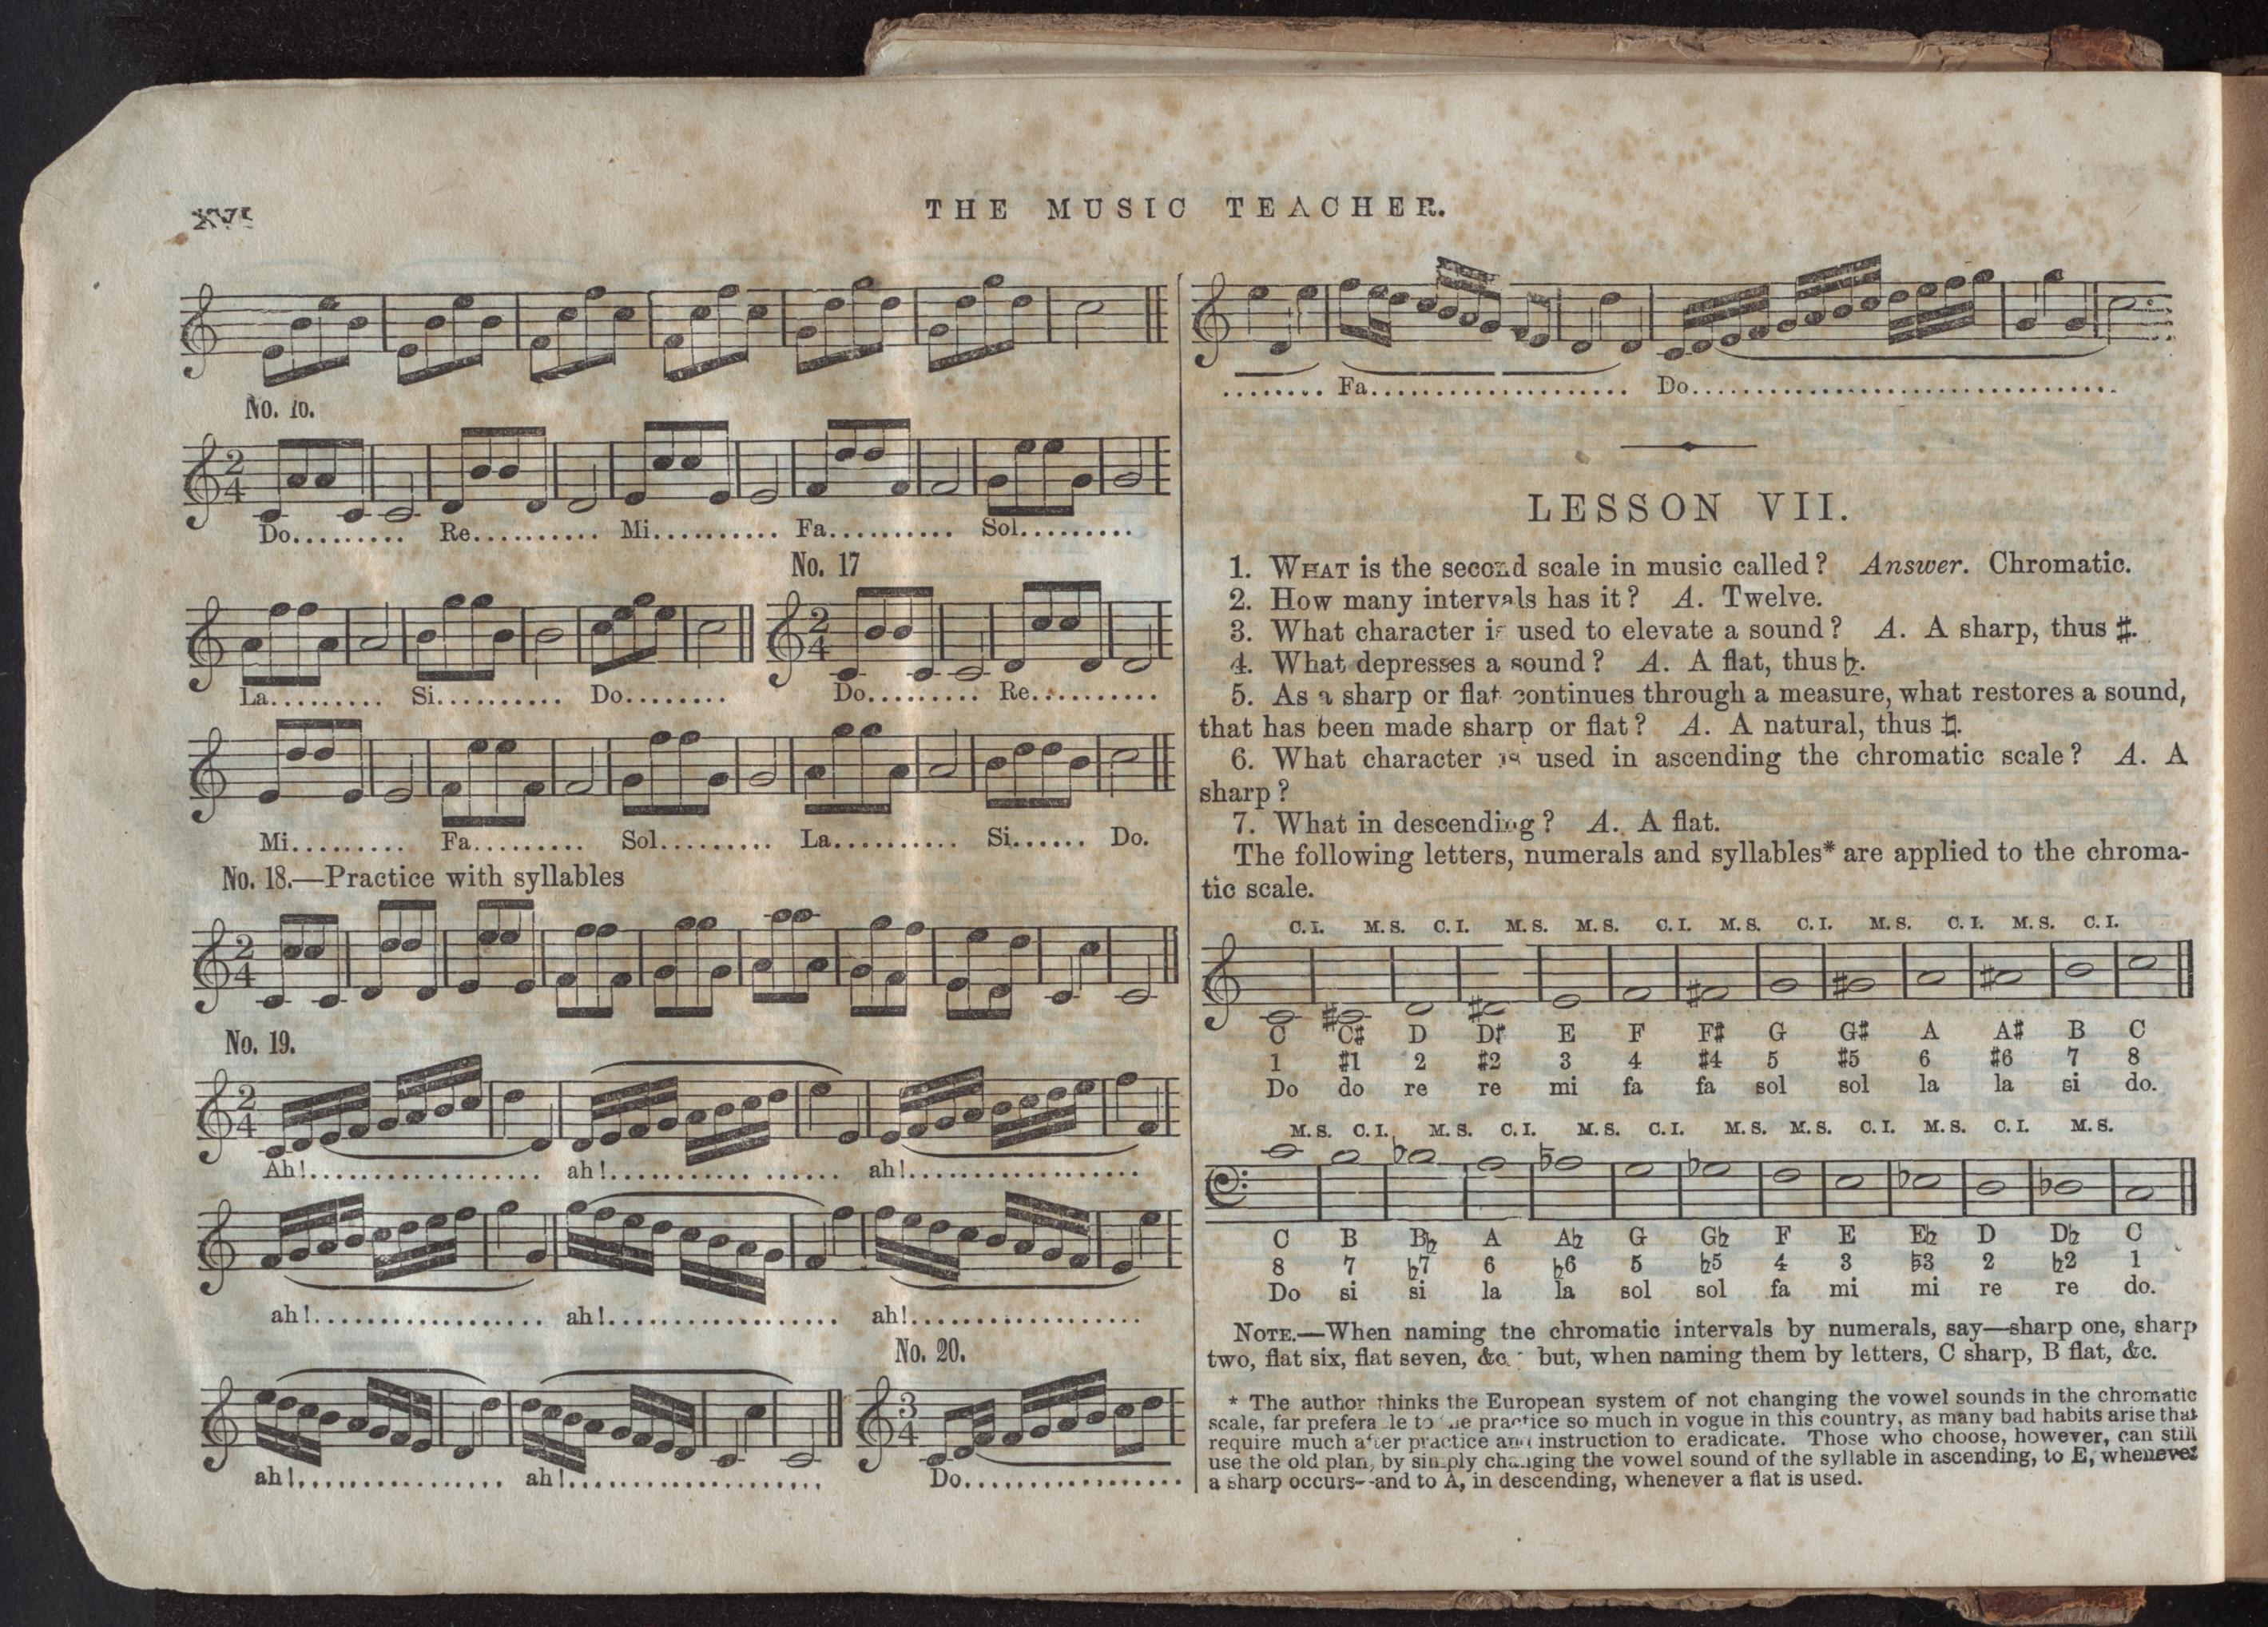 XVI
THE MUSIC TEACHER.
No. 16.
2
4
Do......... Re.......... Mi.......... Fa.......... Sol.........
No. 17
2
4
La......... Si.......... Do........ Do......... Re..........
Mi......... Fa......... Sol......... La.......... Si...... Do.
No. 18.—Practice with syllables
2
4
No. 19.
2
4
Ah!................... ah!.................. ah!...................
ah!.................. ah!.................. ah!...................
No. 20.
3
4
ah!................. ah!.................... Do.................
........ Fa..................... Do...................................
LESSON VII.
1. WHAT is the second scale in music called? Answer. Chromatic.
2. How many intervals has it? A. Twelve.
3. What character is used to elevate a sound? A. A sharp, thus ♯.
4. What depresses a sound? A. A flat, thus ♭.
5. As a sharp or flat continues through a measure, what restores a sound,
that has been made sharp or flat? A. A natural, thus ♮.
6. What character is used in ascending the chromatic scale? A. A
sharp?
7. What in descending? A. A flat.
The following letters, numerals and syllables* are applied to the chroma-
tic scale.
C. I. M. S. C. I. M. S. M. S. C. I. M. S. C. I. M. S. C. I. M. S. C. I.
C C♯ D D♯ E F F♯ G G♯ A A♯ B C
1 ♯1 2 ♯2 3 4 ♯4 5 ♯5 6 ♯6 7 8
Do do re re mi fa fa sol sol la la si do.
M. S. C. I. M. S. C. I. M. S. C. I. M. S. M. S. C. I. M. S. C. I. M. S.
C B B♭ A A♭ G G♭ F E E♭ D D♭ C
8 7 ♭7 6 ♭6 5 ♭5 4 3 ♭3 2 ♭2 1
Do si si la la sol sol fa mi mi re re do.
NOTE.—When naming the chromatic intervals by numerals, say—sharp one, sharp
two, flat six, flat seven, &c.; but, when naming them by letters, C sharp, B flat, &c.
* The author thinks the European system of not changing the vowel sounds in the chromatic
scale, far preferable to the practice so much in vogue in this country, as many bad habits arise that
require much after practice and instruction to eradicate. Those who choose, however, can still
use the old plan, by simply changing the vowel sound of the syllable in ascending, to E, whenever
a sharp occurs--and to A, in descending, whenever a flat is used.